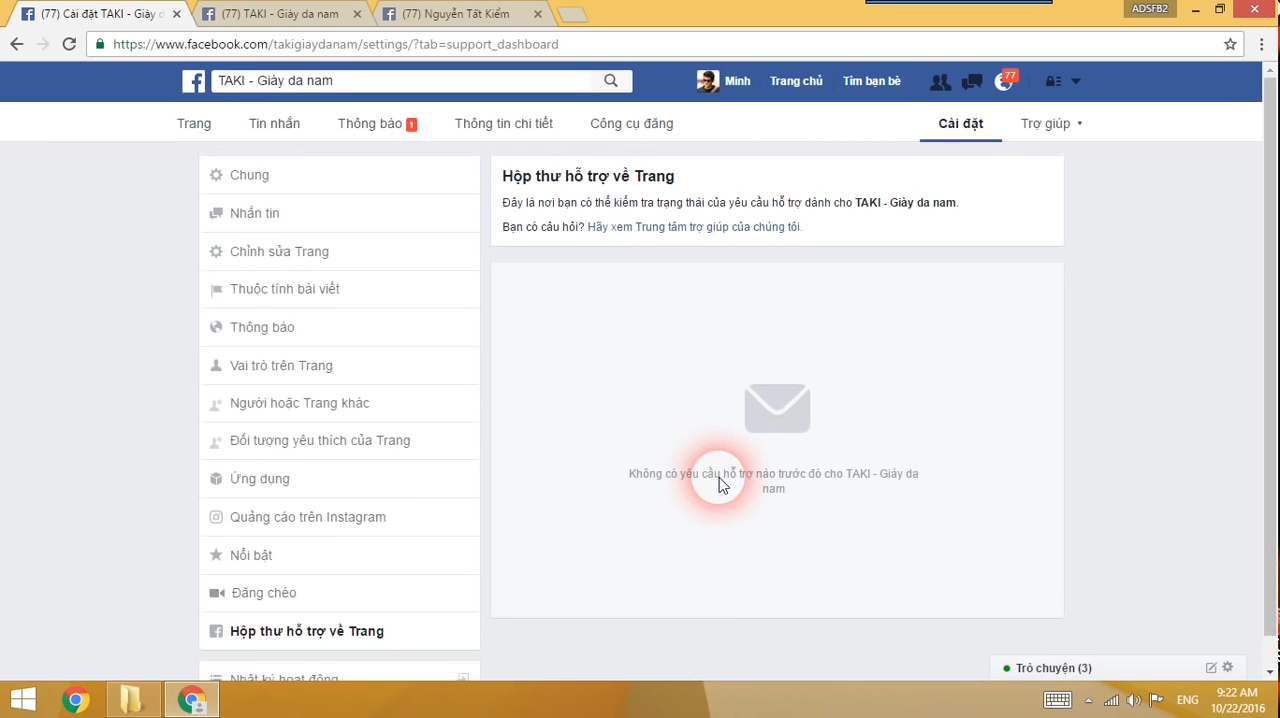 (77) Cài đặt TAKI - Giày d
(77) TAKI - Giày da nam
(77) Nguyễn Tất Kiểm
ADSFB2
https://www.facebook.com/takigiaydanam/settings/?tab=support_dashboard
TAKI - Giày da nam
Minh
Trang chủ
Tìm bạn bè
77
Trang
Tin nhắn
Thông báo 1
Thông tin chi tiết
Công cụ đăng
Cài đặt
Trợ giúp
Chung
Nhắn tin
Chỉnh sửa Trang
Thuộc tính bài viết
Thông báo
Vai trò trên Trang
Người hoặc Trang khác
Đối tượng yêu thích của Trang
Ứng dụng
Quảng cáo trên Instagram
Nổi bật
Đăng chéo
Hộp thư hỗ trợ về Trang
Nhật ký hoạt động
Hộp thư hỗ trợ về Trang
Đây là nơi bạn có thể kiểm tra trạng thái của yêu cầu hỗ trợ dành cho TAKI - Giày da nam.
Bạn có câu hỏi? Hãy xem Trung tâm trợ giúp của chúng tôi.
Không có yêu cầu hỗ trợ nào trước đó cho TAKI - Giày da
nam
Trò chuyện (3)
ENG
9:22 AM
10/22/2016